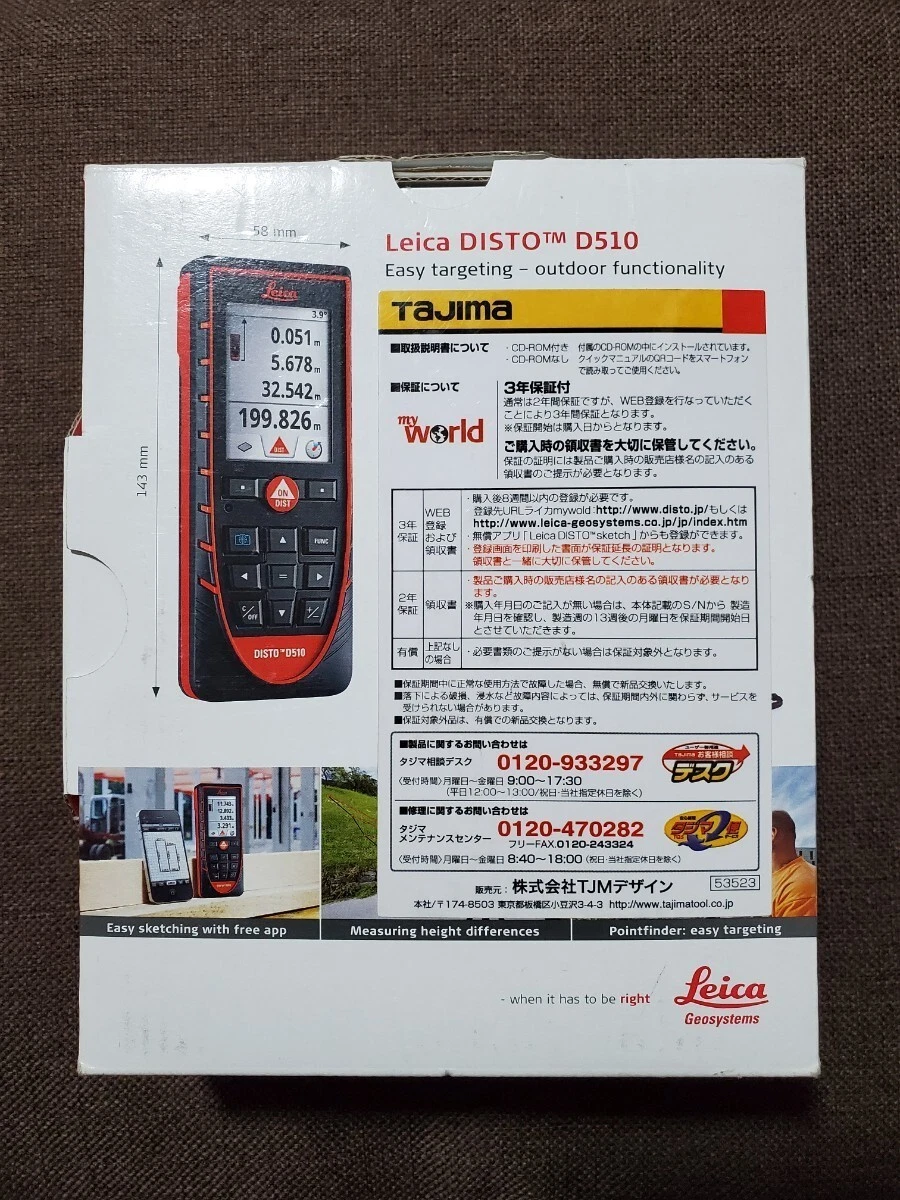 58 mm
143 mm
Leica
3.9°
0.051 m
5.678 m
32.542 m
199.826 m
DIST
ON
DIST
FUNC
C/OFF
+/-
DISTO™ D510
Leica DISTO™ D510
Easy targeting – outdoor functionality
TAJIMA
■取扱説明書について
・CD-ROM付き 付属のCD-ROMの中にインストールされています。
・CD-ROMなし クイックマニュアルのQRコードをスマートフォン
で読み取ってご使用ください。
■保証について
my world
3年保証付
通常は2年間保証ですが、WEB登録を行なっていただく
ことにより3年間保証となります。
※保証開始は購入日からとなります。
ご購入時の領収書を大切に保管してください。
保証の証明には製品ご購入時の販売店様名の記入のある
領収書のご提示が必要となります。
3年保証
WEB登録および領収書
・購入後8週間以内の登録が必要です。
登録先URLライカmywold:http://www.disto.jp/もしくは
http://www.leica-geosystems.co.jp/jp/index.htm
・無償アプリ「Leica DISTO™sketch」からも登録ができます。
・登録画面を印刷した書面が保証延長の証明となります。
領収書と一緒に大切に保管してください。
2年保証
領収書
・製品ご購入時の販売店様名の記入のある領収書が必要となり
ます。
※購入年月日のご記入が無い場合は、本体記載のS/Nから 製造
年月日を確認し、製造週の13週後の月曜日を保証期間開始日
とさせていただきます。
有償
上記なしの場合
・必要書類のご提示がない場合は保証対象外となります。
■保証期間中に正常な使用方法で故障した場合、無償で新品交換いたします。
■落下による破損、浸水など故障内容によっては、保証期間内外に関わらず、サービスを
受けられない場合があります。
■保証対象外品は、有償での新品交換となります。
■製品に関するお問い合わせは
タジマ相談デスク 0120-933297
〈受付時間〉月曜日～金曜日 9:00～17:30
(平日12:00～13:00/祝日・当社指定休日を除く)
TAJIMA お客様相談
デスク
■修理に関するお問い合わせは
タジマ
メンテナンスセンター 0120-470282
フリーFAX.0120-243324
〈受付時間〉月曜日～金曜日 8:40～18:00 (祝日・当社指定休日を除く)
タジマQ便
販売元：株式会社TJMデザイン 53523
本社/〒174-8503 東京都板橋区小豆沢3-4-3 http://www.tajimatool.co.jp
Easy sketching with free app
Measuring height differences
Pointfinder: easy targeting
- when it has to be right
Leica
Geosystems